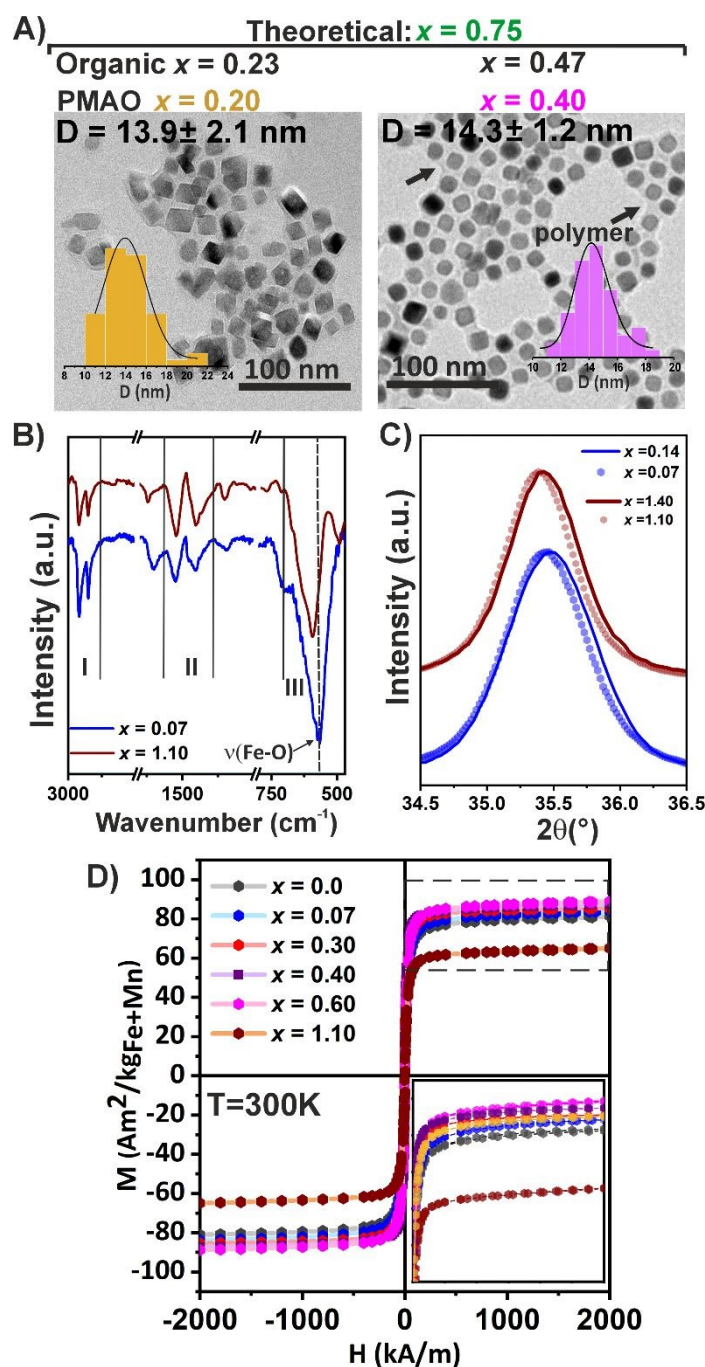 A)
Theoretical: x = 0.75
Organic x = 0.23
x = 0.47
PMAO x = 0.20
x = 0.40
D = 13.9± 2.1 nm
D = 14.3± 1.2 nm
polymer
100 nm
100 nm
8 10 12 14 16 18 20 22 24
D (nm)
10 12 14 16 18 20
D (nm)
B)
Intensity (a.u.)
I
II
III
x = 0.07
x = 1.10
ν(Fe-O)
3000 1500 750 500
Wavenumber (cm-1)
C)
Intensity (a.u.)
x=0.14
x=0.07
x=1.40
x=1.10
34.5 35.0 35.5 36.0 36.5
2θ(°)
D)
M (Am2/kgFe+Mn)
100
80
60
40
20
0
-20
-40
-60
-80
-100
x = 0.0
x = 0.07
x = 0.30
x = 0.40
x = 0.60
x = 1.10
T=300K
-2000 -1000 0 1000 2000
H (kA/m)